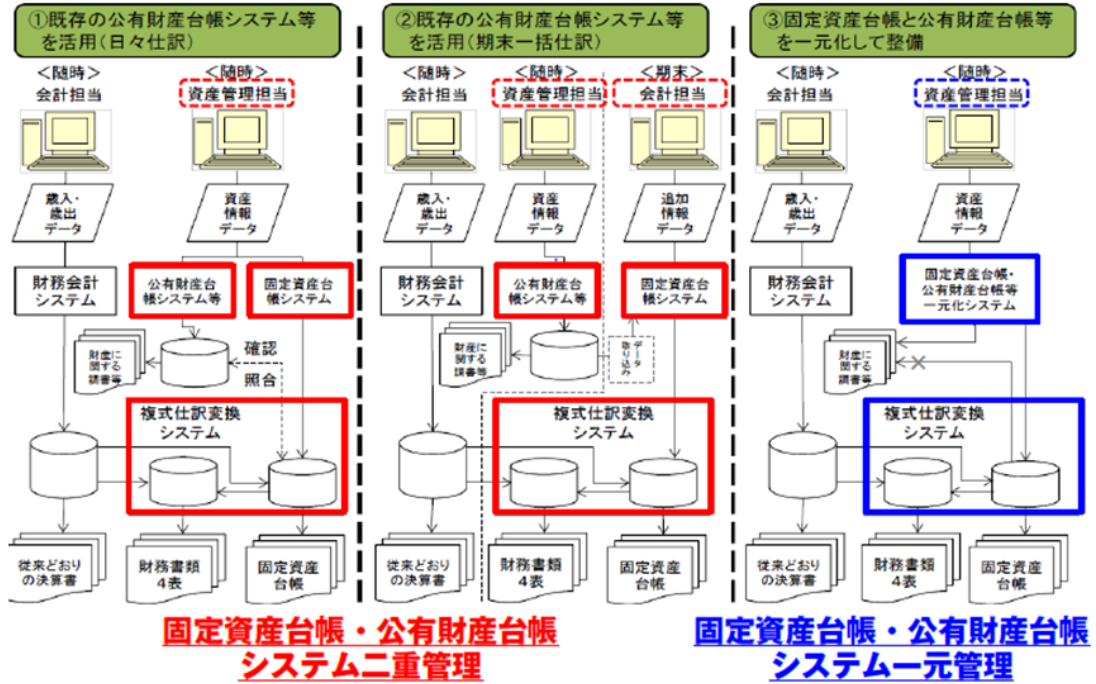 ①既存の公有財産台帳システム等
を活用(日々仕訳)
<随時>
会計担当
<随時>
資産管理担当
歳入・
歳出
データ
資産
情報
データ
財務会計
システム
公有財産台
帳システム等
固定資産台
帳システム
財産に
関する
調書等
確認
照合
複式仕訳変換
システム
従来どおり
の決算書
財務書類
4表
固定資産
台帳
②既存の公有財産台帳システム等
を活用(期末一括仕訳)
<随時>
会計担当
<随時>
資産管理担当
<期末>
会計担当
歳入・
歳出
データ
資産
情報
データ
追加
情報
データ
財務会計
システム
公有財産台
帳システム等
固定資産台
帳システム
財産に
関する
調書等
データ
取り込み
複式仕訳変換
システム
従来どおり
の決算書
財務書類
4表
固定資産
台帳
③固定資産台帳と公有財産台帳等
を一元化して整備
<随時>
会計担当
<随時>
資産管理担当
歳入・
歳出
データ
資産
情報
データ
財務会計
システム
固定資産台帳・
公有財産台帳等
一元化システム
財産に
関する
調書等
×
複式仕訳変換
システム
従来どおり
の決算書
財務書類
4表
固定資産
台帳
固定資産台帳・公有財産台帳
システム二重管理
固定資産台帳・公有財産台帳
システム一元管理